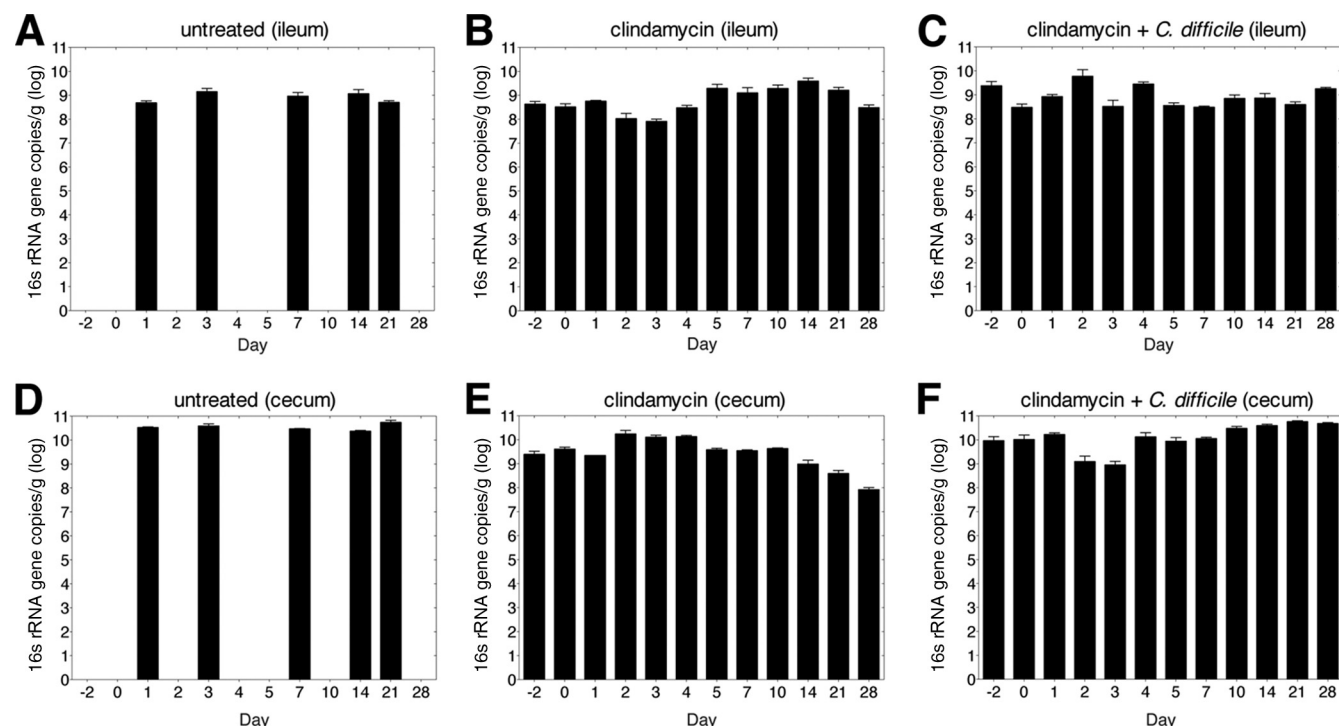 A
untreated (ileum)
16s rRNA gene copies/g (log)
11
10
9
8
7
6
5
4
3
2
1
0
-2 0 1 2 3 4 5 7 10 14 21 28
Day
B
clindamycin (ileum)
16s rRNA gene copies/g (log)
11
10
9
8
7
6
5
4
3
2
1
0
-2 0 1 2 3 4 5 7 10 14 28
Day
C
clindamycin + C. difficile (ileum)
16s rRNA gene copies/g (log)
11
10
9
8
7
6
5
4
3
2
1
0
-2 0 1 2 3 4 5 7 10 14 21 28
Day
D
untreated (cecum)
16s rRNA gene copies/g (log)
11
10
9
8
7
6
5
4
3
2
1
0
-2 0 1 2 3 4 5 7 10 14 21 28
Day
E
clindamycin (cecum)
16s rRNA gene copies/g (log)
11
10
9
8
7
6
5
4
3
2
1
0
-2 0 1 2 3 4 5 7 10 14 21 28
Day
F
clindamycin + C. difficile (cecum)
16s rRNA gene copies/g (log)
11
10
9
8
7
6
5
4
3
2
1
0
-2 0 1 2 3 4 5 7 10 14 21 28
Day